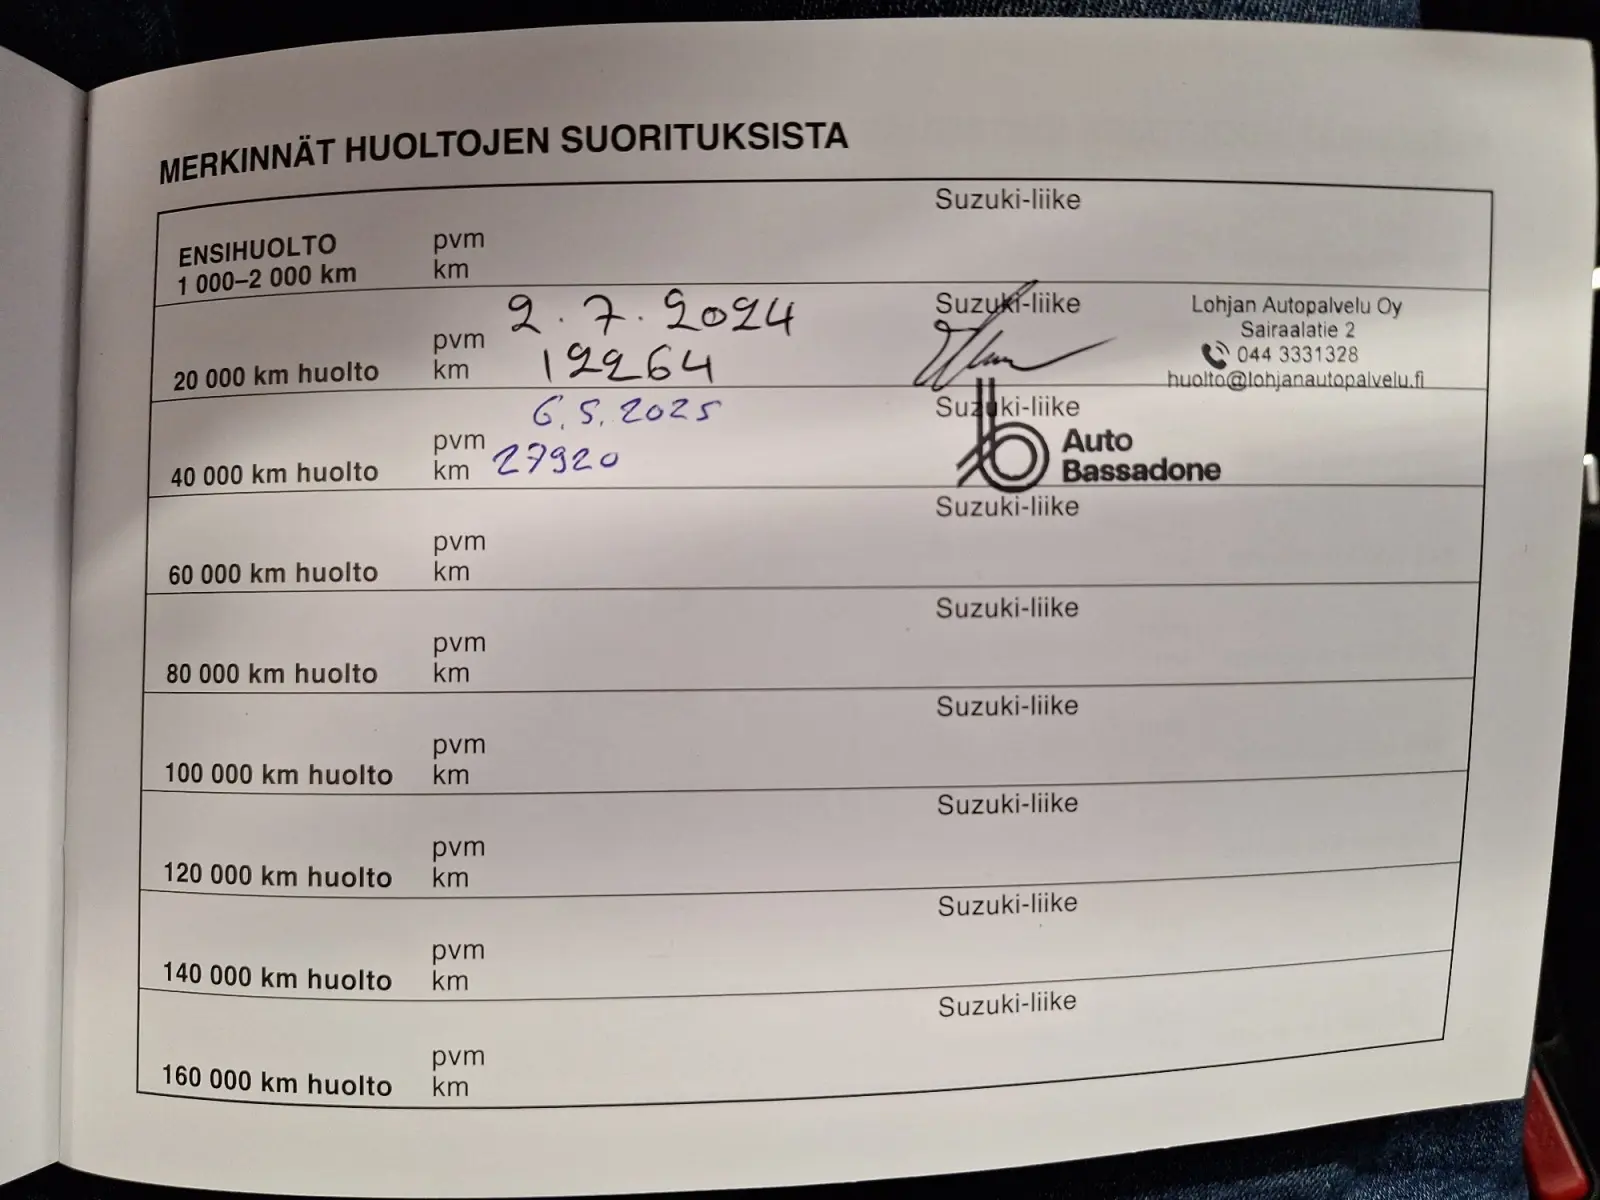 MERKINNÄT HUOLTOJEN SUORITUKSISTA
Suzuki-liike
ENSIHUOLTO pvm
1 000–2 000 km km
2.7.2024
Suzuki-liike
Lohjan Autopalvelu Oy
Sairaalatie 2
pvm
044 3331328
20 000 km huolto km 19264
huolto@lohjanautopalvelu.fi
6.5.2025
Suzuki-liike
pvm
Auto
40 000 km huolto km 27920
Bassadone
Suzuki-liike
pvm
60 000 km huolto km
Suzuki-liike
pvm
80 000 km huolto km
Suzuki-liike
pvm
100 000 km huolto km
Suzuki-liike
pvm
120 000 km huolto km
Suzuki-liike
pvm
140 000 km huolto km
Suzuki-liike
pvm
160 000 km huolto km